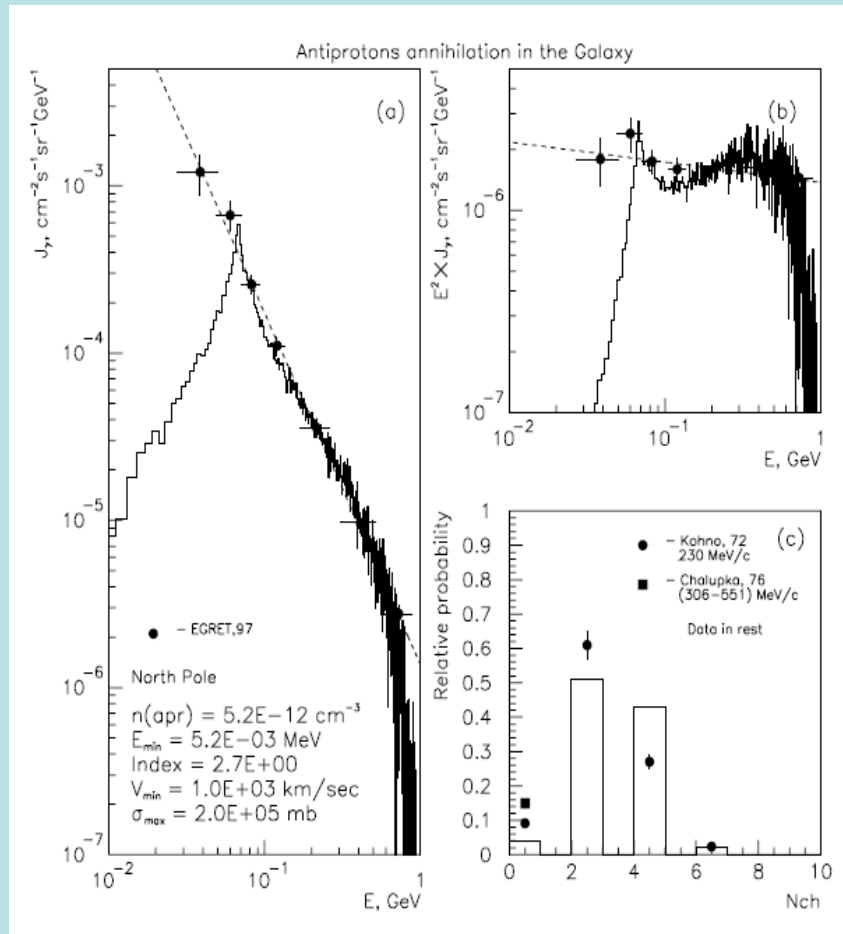 Antiprotons annihilation in the Galaxy
(a)
J_γ, cm⁻²s⁻¹sr⁻¹GeV⁻¹
10⁻³
10⁻⁴
10⁻⁵
10⁻⁶
10⁻⁷
● – EGRET,97
North Pole
n(apr) = 5.2E−12 cm⁻³
E_min = 5.2E−03 MeV
Index = 2.7E+00
V_min = 1.0E+03 km/sec
σ_max = 2.0E+05 mb
10⁻² 10⁻¹ 1
E, GeV
(b)
E²×J_γ, cm⁻²s⁻¹sr⁻¹GeV⁻¹
10⁻⁶
10⁻⁷
10⁻² 10⁻¹ 1
E, GeV
(c)
Relative probability
1
0.9
0.8
0.7
0.6
0.5
0.4
0.3
0.2
0.1
0
● – Kohno, 72
230 MeV/c
■ – Chalupka, 76
(306−551) MeV/c
Data in rest
0 2 4 6 8 10
Nch